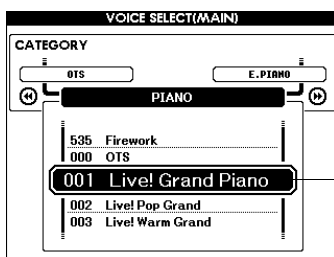 VOICE SELECT(MAIN)
CATEGORY
OTS E.PIANO
PIANO
535 Firework
000 OTS
001 Live! Grand Piano
002 Live! Pop Grand
003 Live! Warm Grand